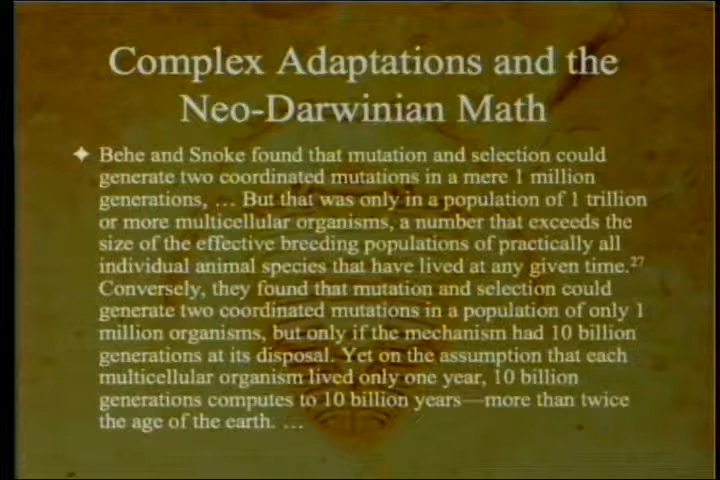 Complex Adaptations and the
Neo-Darwinian Math
Behe and Snoke found that mutation and selection could
generate two coordinated mutations in a mere 1 million
generations, … But that was only in a population of 1 trillion
or more multicellular organisms, a number that exceeds the
size of the effective breeding populations of practically all
individual animal species that have lived at any given time.²⁷
Conversely, they found that mutation and selection could
generate two coordinated mutations in a population of only 1
million organisms, but only if the mechanism had 10 billion
generations at its disposal. Yet on the assumption that each
multicellular organism lived only one year, 10 billion
generations computes to 10 billion years—more than twice
the age of the earth. …